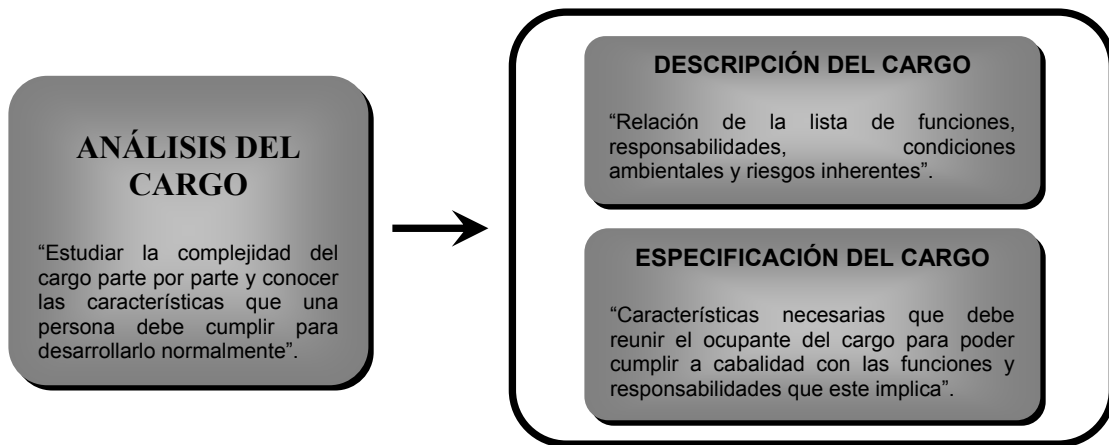 ANÁLISIS DEL
CARGO
“Estudiar la complejidad del
cargo parte por parte y conocer
las características que una
persona debe cumplir para
desarrollarlo normalmente”.
DESCRIPCIÓN DEL CARGO
“Relación de la lista de funciones,
responsabilidades, condiciones
ambientales y riesgos inherentes”.
ESPECIFICACIÓN DEL CARGO
“Características necesarias que debe
reunir el ocupante del cargo para poder
cumplir a cabalidad con las funciones y
responsabilidades que este implica”.